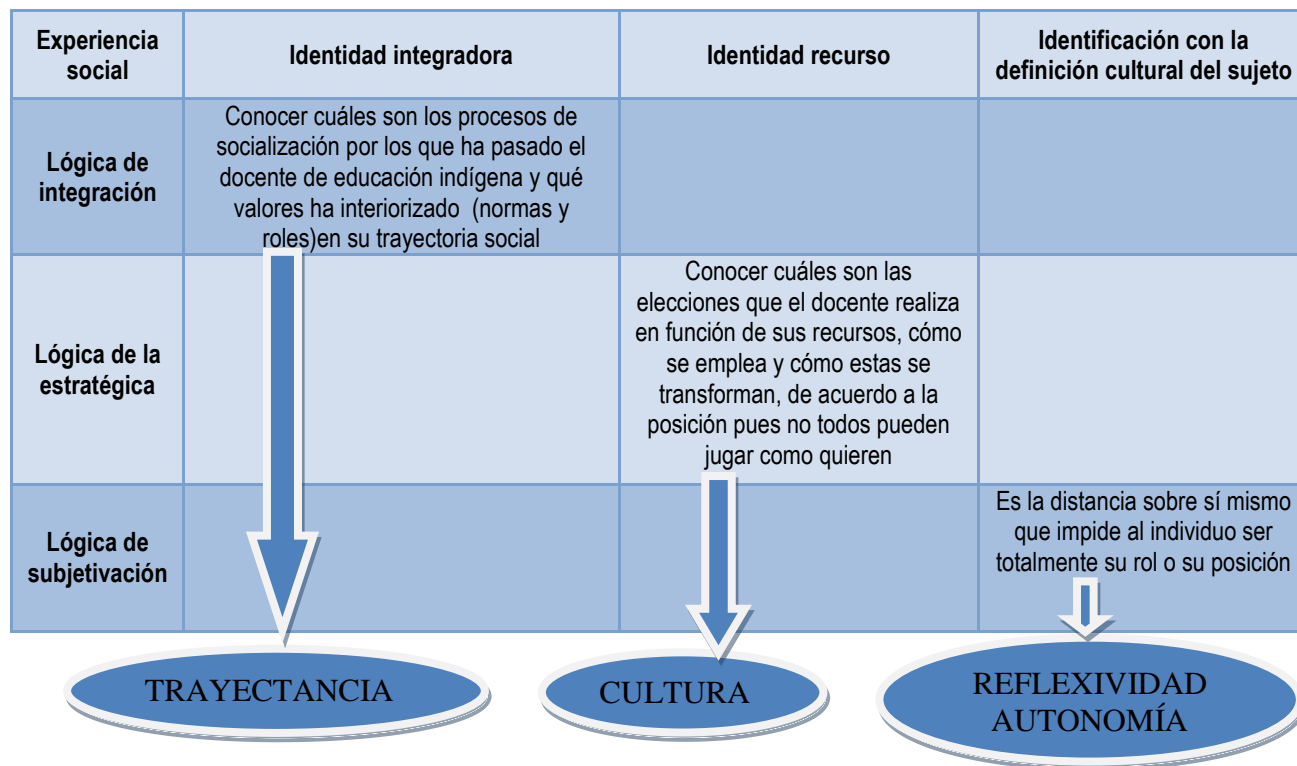 Experiencia
social
Identidad integradora
Identidad recurso
Identificación con la
definición cultural del sujeto
Lógica de
integración
Conocer cuáles son los procesos de
socialización por los que ha pasado el
docente de educación indígena y qué
valores ha interiorizado (normas y
roles)en su trayectoria social
Lógica de la
estratégica
Conocer cuáles son las
elecciones que el docente realiza
en función de sus recursos, cómo
se emplea y cómo estas se
transforman, de acuerdo a la
posición pues no todos pueden
jugar como quieren
Lógica de
subjetivación
Es la distancia sobre sí mismo
que impide al individuo ser
totalmente su rol o su posición
TRAYECTANCIA
CULTURA
REFLEXIVIDAD
AUTONOMÍA